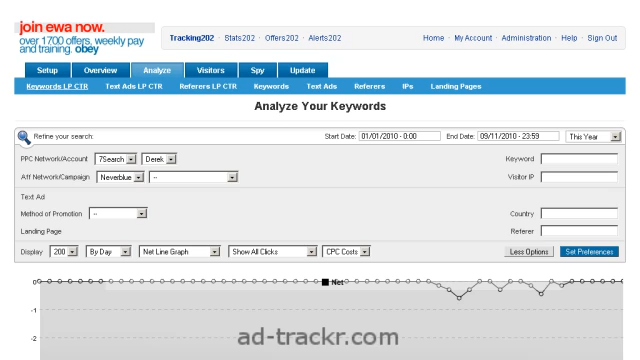 join ewa now.
over 1700 offers. weekly pay
and training. obey
Tracking202 · Stats202 · Offers202 · Alerts202
Home · My Account · Administration · Help · Sign Out
Setup Overview Analyze Visitors Spy Update
Keywords LP CTR Text Ads LP CTR Referers LP CTR Keywords Text Ads Referers IPs Landing Pages
Analyze Your Keywords
Refine your search: Start Date: 01/01/2010 - 0:00 End Date: 09/11/2010 - 23:59 This Year
PPC Network/Account 7Search Derek Keyword
Aff Network/Campaign Neverblue -- Visitor IP
Text Ad
Method of Promotion -- Country
Landing Page Referer
Display 200 By Day Net Line Graph Show All Clicks CPC Costs Less Options Set Preferences
0 Net
-1
-2
ad-trackr.com